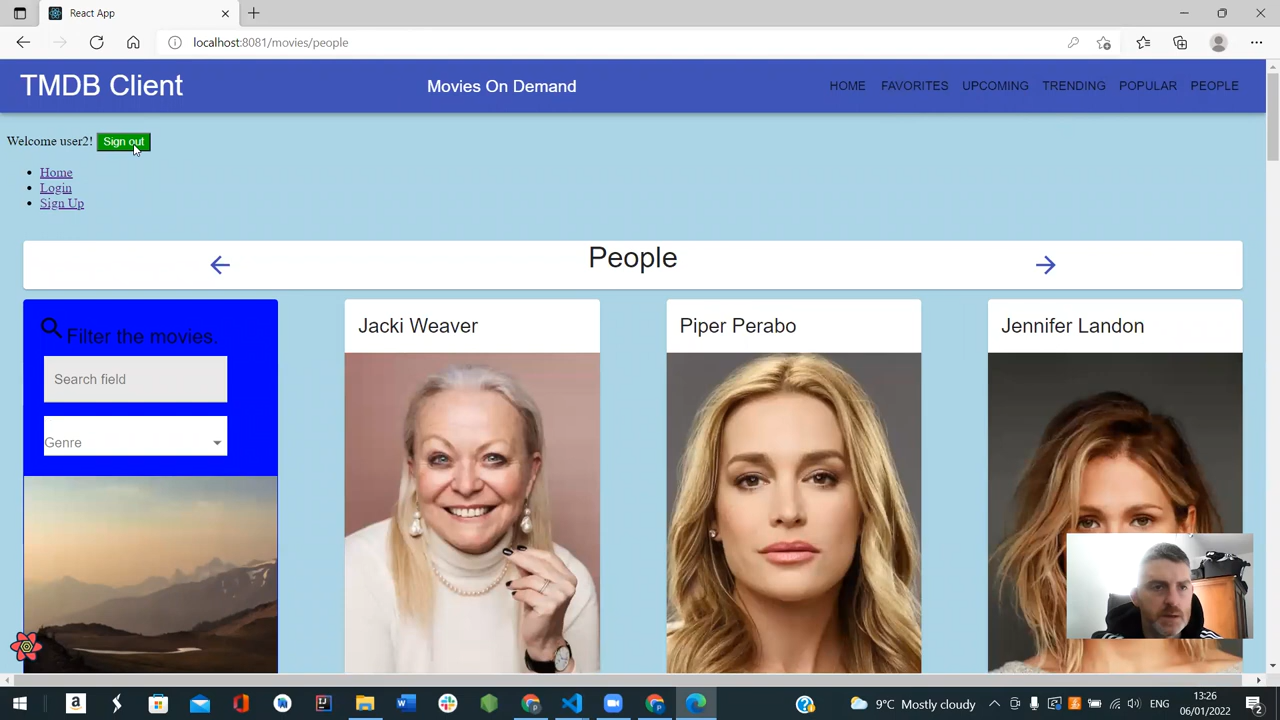 React App
localhost:8081/movies/people
TMDB Client
Movies On Demand
HOME FAVORITES UPCOMING TRENDING POPULAR PEOPLE
Welcome user2! Sign out
Home
Login
Sign Up
People
Filter the movies.
Search field
Genre
Jacki Weaver
Piper Perabo
Jennifer Landon
9°C Mostly cloudy
ENG
13:26
06/01/2022
2